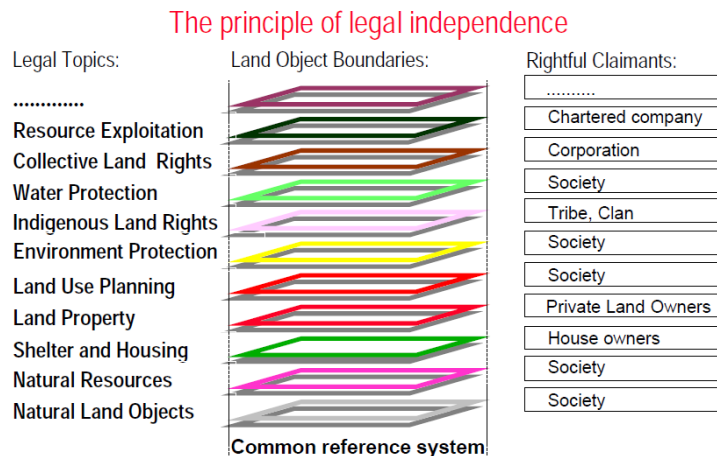 The principle of legal independence
Legal Topics: Land Object Boundaries: Rightful Claimants:
............. ..........
Resource Exploitation Chartered company
Collective Land Rights Corporation
Water Protection Society
Indigenous Land Rights Tribe, Clan
Environment Protection Society
Land Use Planning Society
Land Property Private Land Owners
Shelter and Housing House owners
Natural Resources Society
Natural Land Objects Society
Common reference system